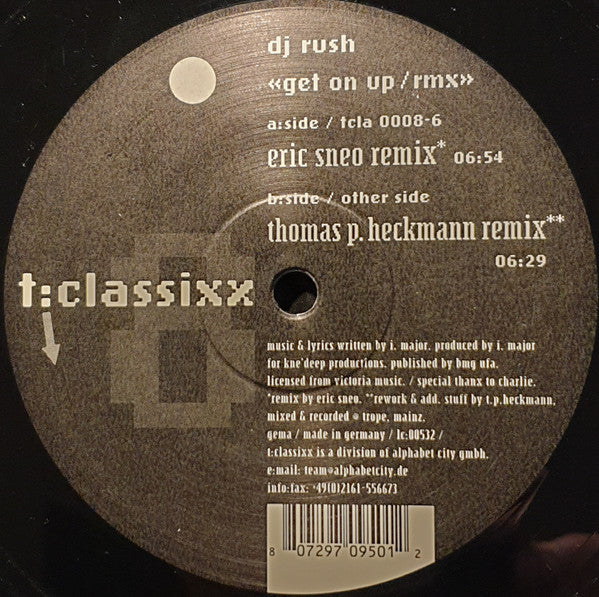 dj rush
«get on up/rmx»
a:side / tcla 0008-6
eric sneo remix* 06:54
b:side / other side
thomas p. heckmann remix**
06:29
t:classixx
music & lyrics written by i. major. produced by i. major
for kne'deep productions. published by bmg ufa.
licensed from victoria music. / special thanx to charlie.
*remix by eric sneo. **rework & add. stuff by t.p.heckmann,
mixed & recorded @ trope, mainz.
gema / made in germany / lc:00532 /
t:classixx is a division of alphabet city gmbh.
e:mail: team@alphabetcity.de
info:fax: +49(0)2161-556673
8 07297 09501 2